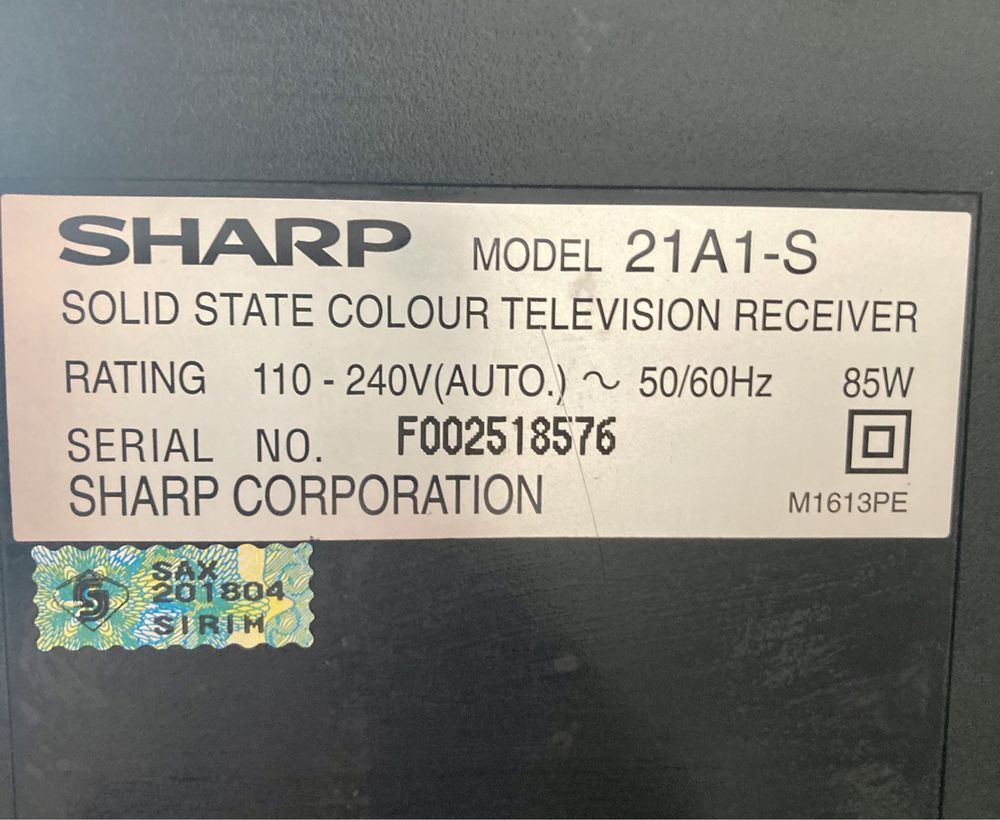 SHARP MODEL 21A1-S
SOLID STATE COLOUR TELEVISION RECEIVER
RATING 110 - 240V(AUTO.) ~ 50/60Hz 85W
SERIAL NO. F002518576
SHARP CORPORATION M1613PE
SAX
201804
SIRIM